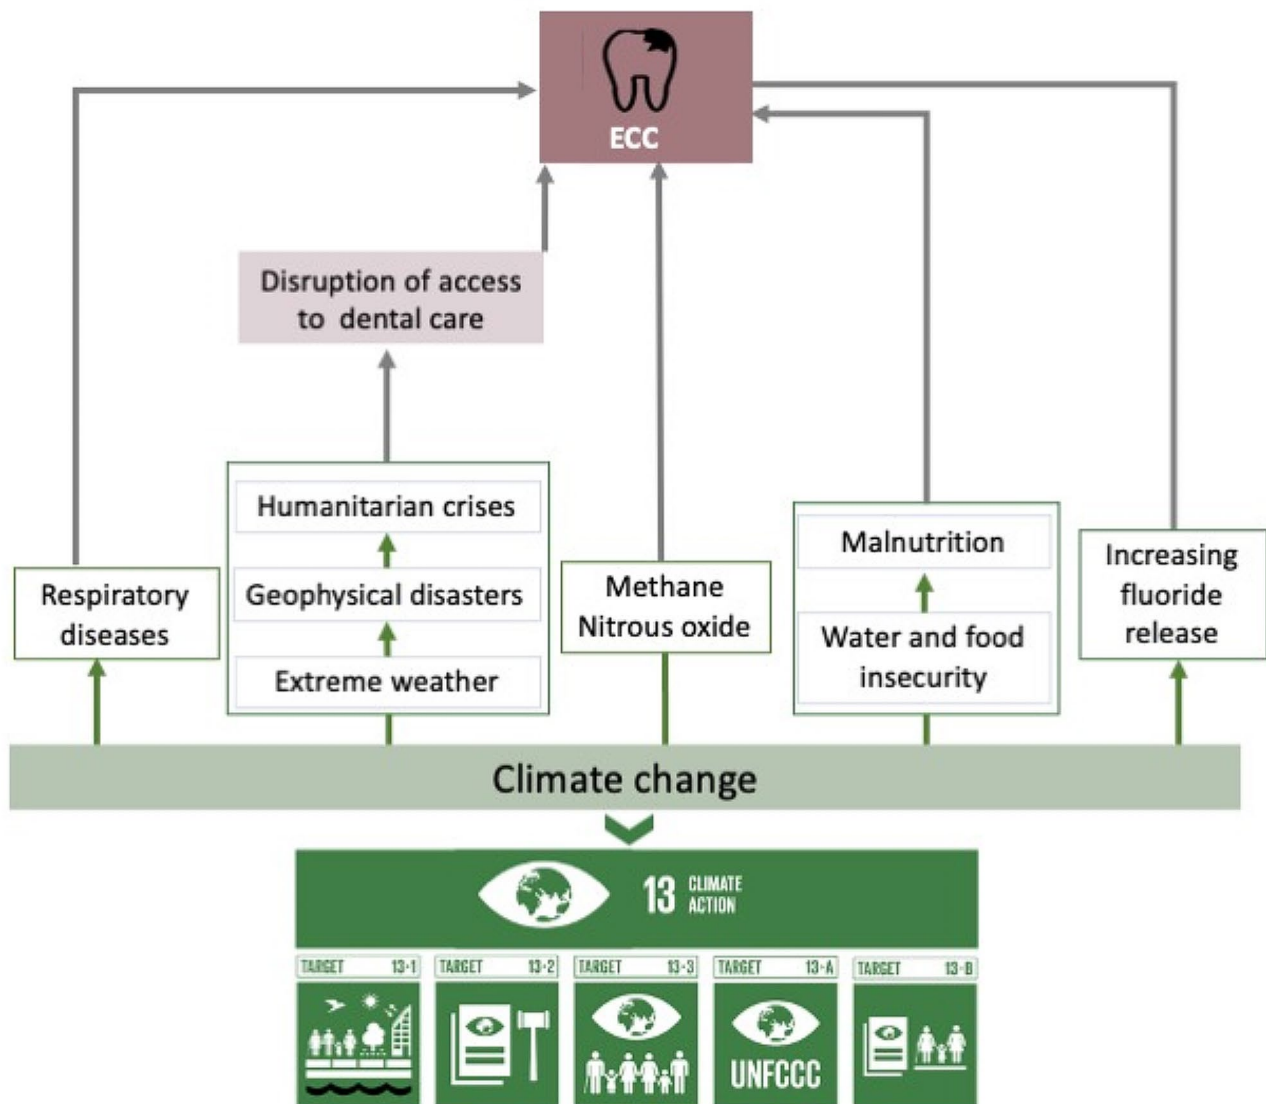 ECC
Disruption of access
to dental care
Humanitarian crises
Geophysical disasters
Extreme weather
Respiratory
diseases
Methane
Nitrous oxide
Malnutrition
Water and food
insecurity
Increasing
fluoride
release
Climate change
13 CLIMATE
ACTION
TARGET 13·1
TARGET 13·2
TARGET 13·3
TARGET 13·A
TARGET 13·B
UNFCCC